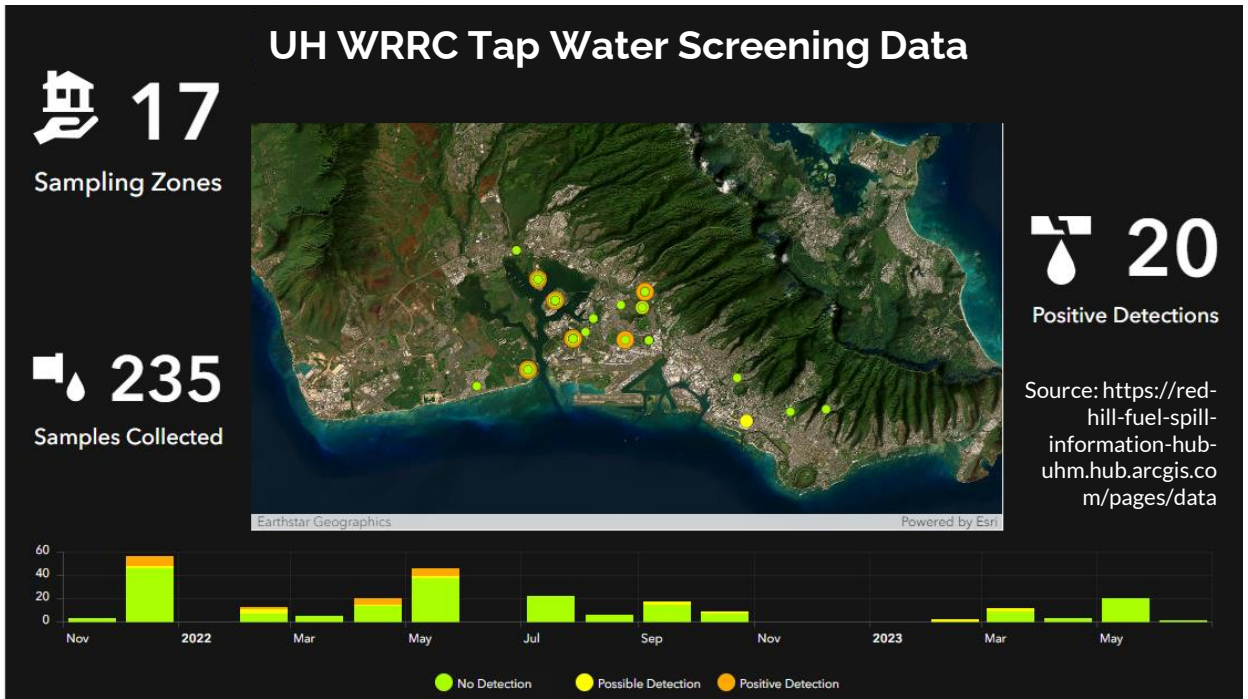 UH WRRC Tap Water Screening Data
17
Sampling Zones
235
Samples Collected
20
Positive Detections
Source: https://red-
hill-fuel-spill-
information-hub-
uhm.hub.arcgis.co
m/pages/data
Earthstar Geographics
Powered by Esri
60
40
20
0
Nov 2022 Mar May Jul Sep Nov 2023 Mar May
No Detection Possible Detection Positive Detection